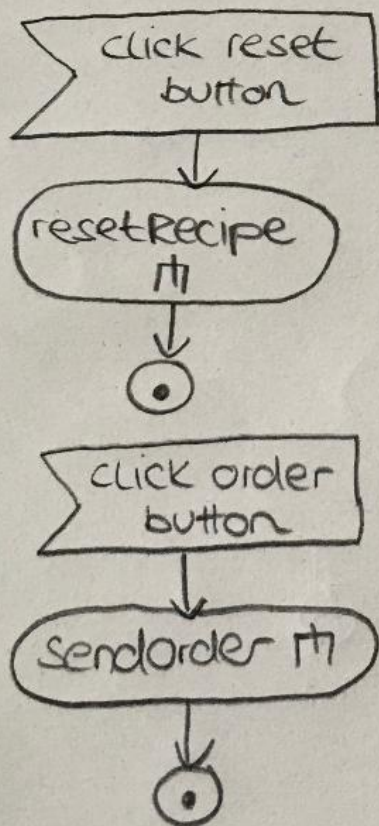 click reset
button
resetRecipe
click order
button
sendOrder